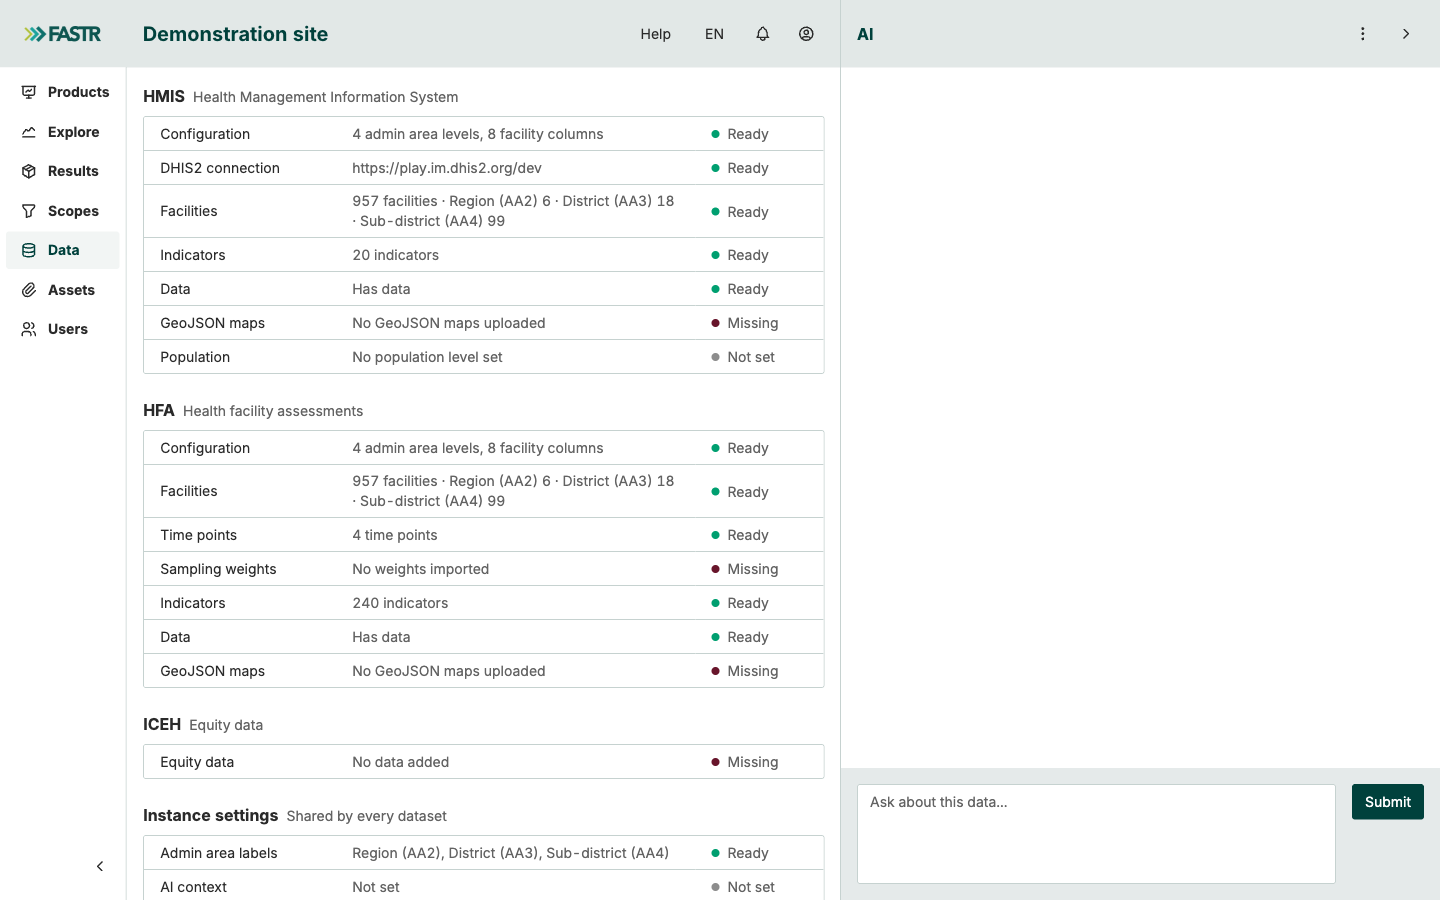 FASTR
Demonstration site
Help
EN
AI
Products
Explore
Results
Scopes
Data
Assets
Users
HMIS Health Management Information System
Configuration 4 admin area levels, 8 facility columns Ready
DHIS2 connection https://play.im.dhis2.org/dev Ready
Facilities 957 facilities · Region (AA2) 6 · District (AA3) 18
· Sub-district (AA4) 99 Ready
Indicators 20 indicators Ready
Data Has data Ready
GeoJSON maps No GeoJSON maps uploaded Missing
Population No population level set Not set
HFA Health facility assessments
Configuration 4 admin area levels, 8 facility columns Ready
Facilities 957 facilities · Region (AA2) 6 · District (AA3) 18
· Sub-district (AA4) 99 Ready
Time points 4 time points Ready
Sampling weights No weights imported Missing
Indicators 240 indicators Ready
Data Has data Ready
GeoJSON maps No GeoJSON maps uploaded Missing
ICEH Equity data
Equity data No data added Missing
Instance settings Shared by every dataset
Admin area labels Region (AA2), District (AA3), Sub-district (AA4) Ready
AI context Not set Not set
Ask about this data...
Submit